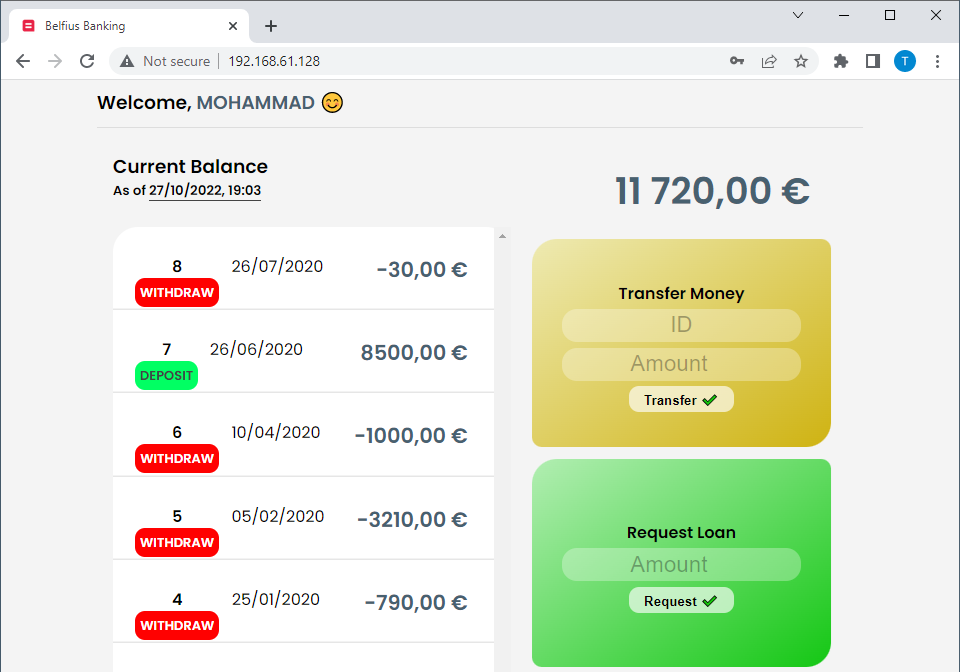 Belfius Banking
Not secure 192.168.61.128
T
Welcome, MOHAMMAD 😊
Current Balance
As of 27/10/2022, 19:03
11 720,00 €
8 26/07/2020 -30,00 €
WITHDRAW
7 26/06/2020 8500,00 €
DEPOSIT
6 10/04/2020 -1000,00 €
WITHDRAW
5 05/02/2020 -3210,00 €
WITHDRAW
4 25/01/2020 -790,00 €
WITHDRAW
Transfer Money
ID
Amount
Transfer ✔
Request Loan
Amount
Request ✔